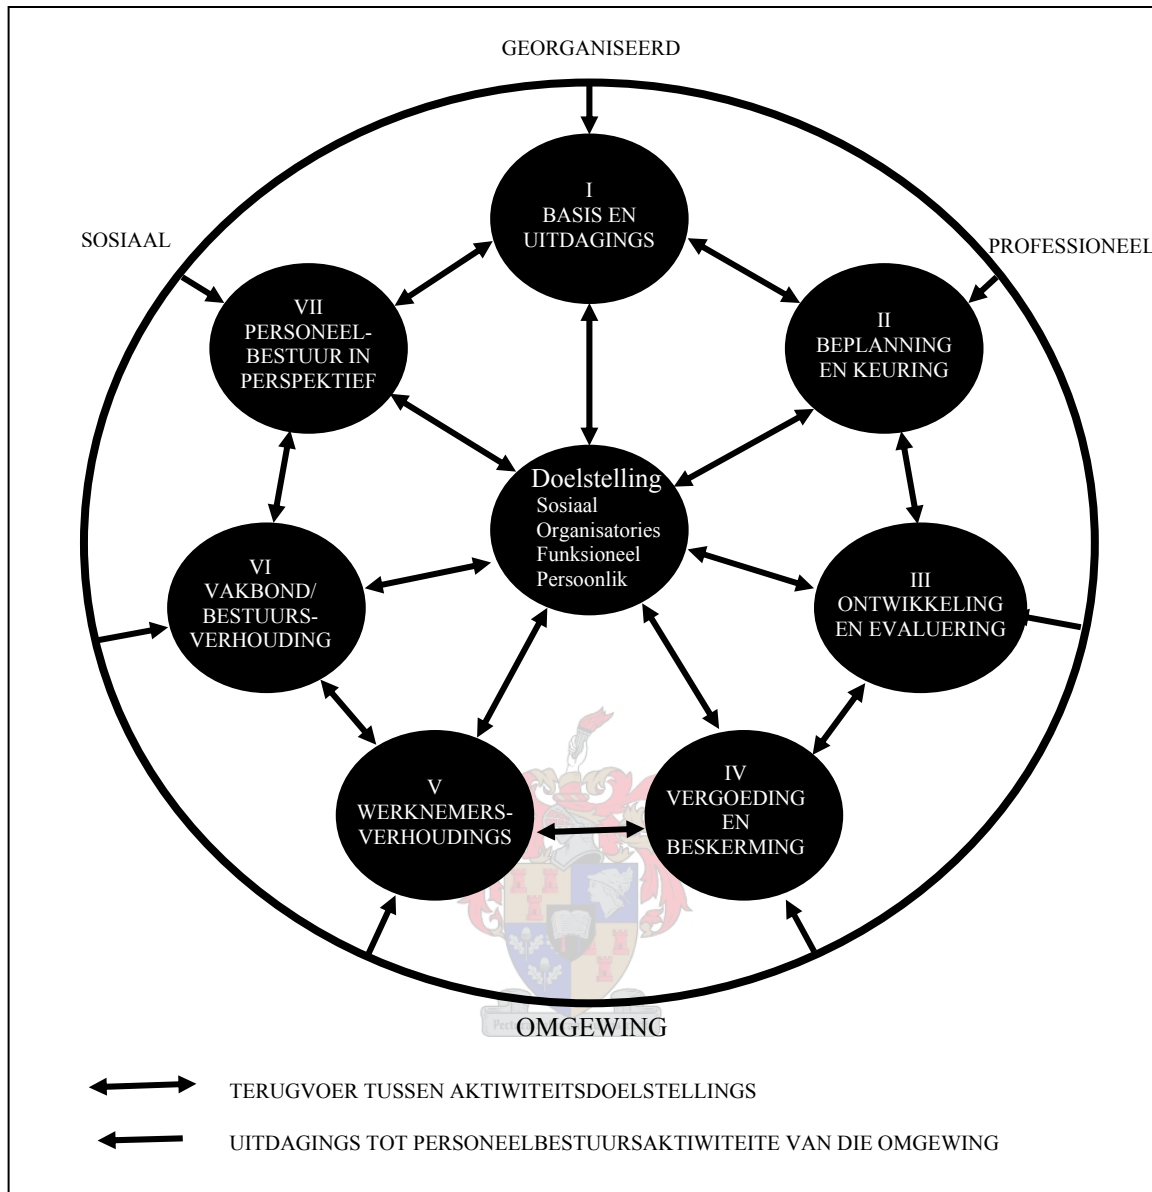 GEORGANISEERD
SOSIAAL
PROFESSIONEEL
I
BASIS EN
UITDAGINGS
VII
PERSONEEL-
BESTUUR IN
PERSPEKTIEF
II
BEPLANNING
EN KEURING
Doelstelling
Sosiaal
Organisatories
Funksioneel
Persoonlik
VI
VAKBOND/
BESTUURS-
VERHOUDING
III
ONTWIKKELING
EN EVALUERING
V
WERKNEMERS-
VERHOUDINGS
IV
VERGOEDING
EN
BESKERMING
OMGEWING
TERUGVOER TUSSEN AKTIWITEITSDOELSTELLINGS
UITDAGINGS TOT PERSONEELBESTUURSAKTIWITEITE VAN DIE OMGEWING